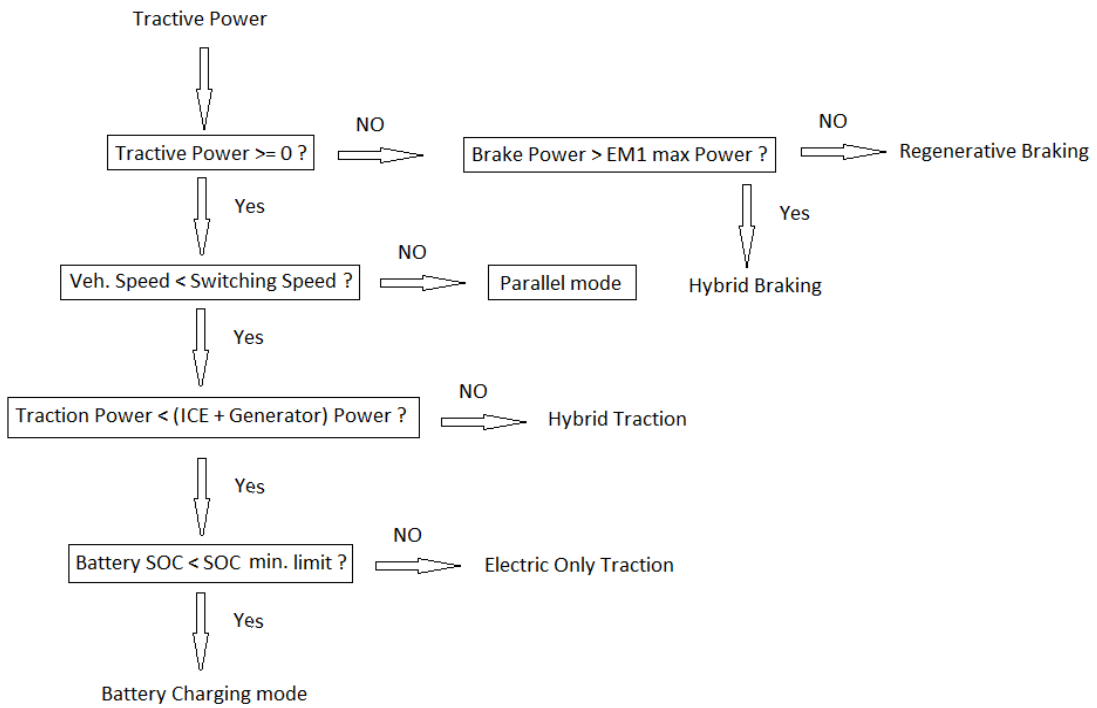 Tractive Power
NO
NO
Tractive Power >= 0 ?
Brake Power > EM1 max Power ?
Regenerative Braking
Yes
Yes
NO
Veh. Speed < Switching Speed ?
Parallel mode
Hybrid Braking
Yes
NO
Traction Power < (ICE + Generator) Power ?
Hybrid Traction
Yes
NO
Battery SOC < SOC min. limit ?
Electric Only Traction
Yes
Battery Charging mode